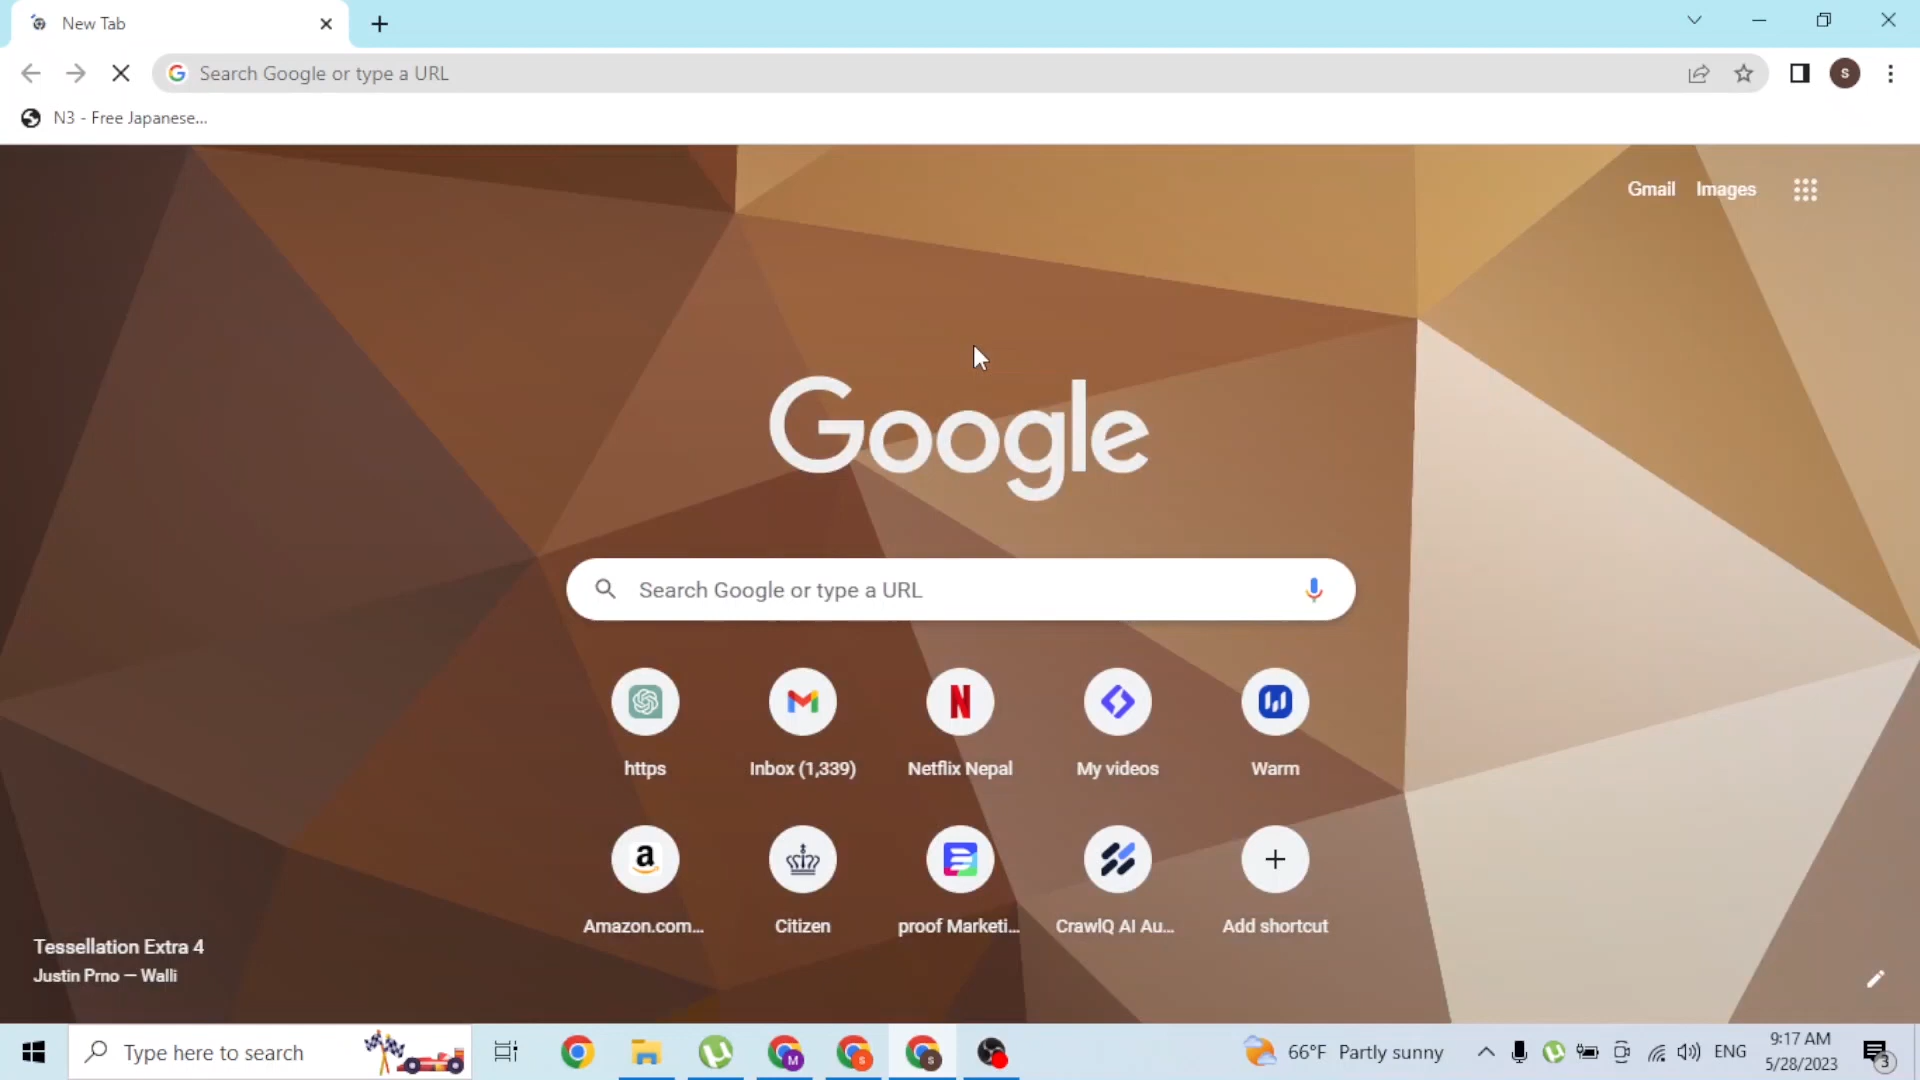 New Tab
Search Google or type a URL
S
N3 - Free Japanese...
Gmail Images
Google
Search Google or type a URL
https
Inbox (1,339)
Netflix Nepal
My videos
Warm
Amazon.com...
Citizen
proof Marketi...
CrawlQ AI Au...
Add shortcut
Tessellation Extra 4
Justin Prno — Walli
Type here to search
66°F Partly sunny
ENG
9:17 AM
5/28/2023
3